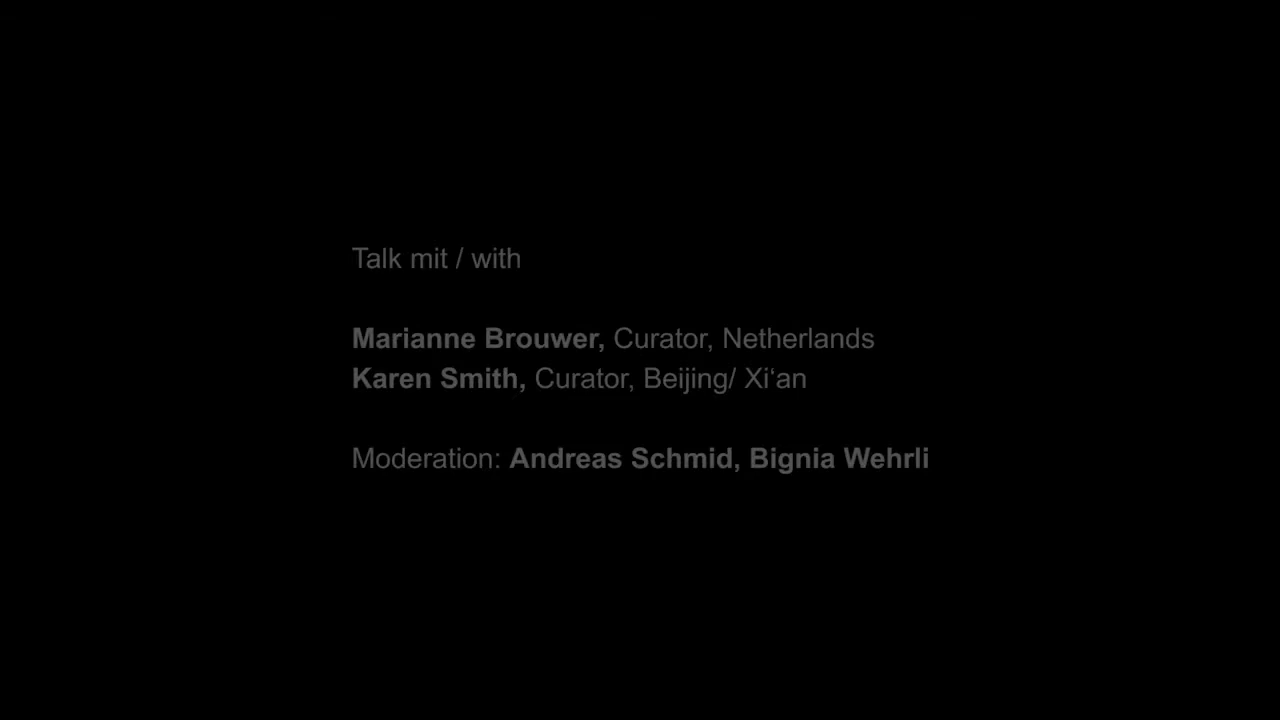 Talk mit / with
Marianne Brouwer, Curator, Netherlands
Karen Smith, Curator, Beijing/ Xi‘an
Moderation: Andreas Schmid, Bignia Wehrli